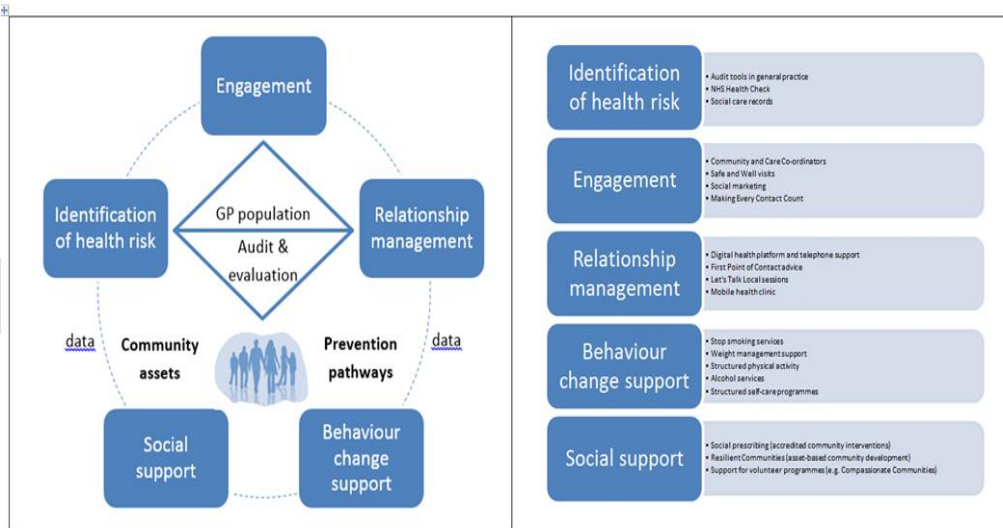 Engagement
Identification
of health risk
GP population
Audit &
evaluation
Relationship
management
data
Community
assets
Prevention
pathways
data
Social
support
Behaviour
change
support
Identification
of health risk
• Audit tools in general practice
• NHS Health Check
• Social care records
Engagement
• Community and Care Co-ordinators
• Safe and Well visits
• Social marketing
• Making Every Contact Count
Relationship
management
• Digital health platform and telephone support
• First Point of Contact advice
• Let's Talk Local sessions
• Mobile health clinic
Behaviour
change support
• Stop smoking services
• Weight management support
• Structured physical activity
• Alcohol services
• Structured self-care programmes
Social support
• Social prescribing (accredited community interventions)
• Resilient Communities (asset-based community development)
• Support for volunteer programmes (e.g. Compassionate Communities)